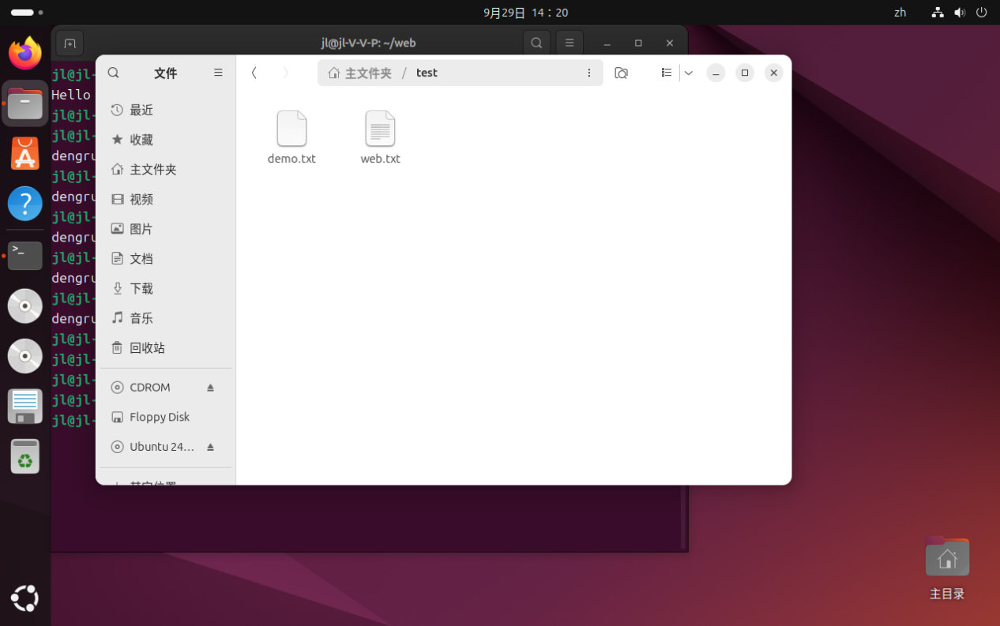 9月29日 14：20
zh
jl@jl-V-V-P: ~/web
文件
主文件夹 / test
最近
收藏
主文件夹
视频
图片
文档
下载
音乐
回收站
CDROM
Floppy Disk
Ubuntu 24…
demo.txt
web.txt
jl@jl-
Hello
jl@jl-
jl@jl-
dengru
jl@jl-
dengru
jl@jl-
dengru
jl@jl-
dengru
jl@jl-
dengru
jl@jl-
jl@jl-
jl@jl-
jl@jl-
jl@jl-
主目录